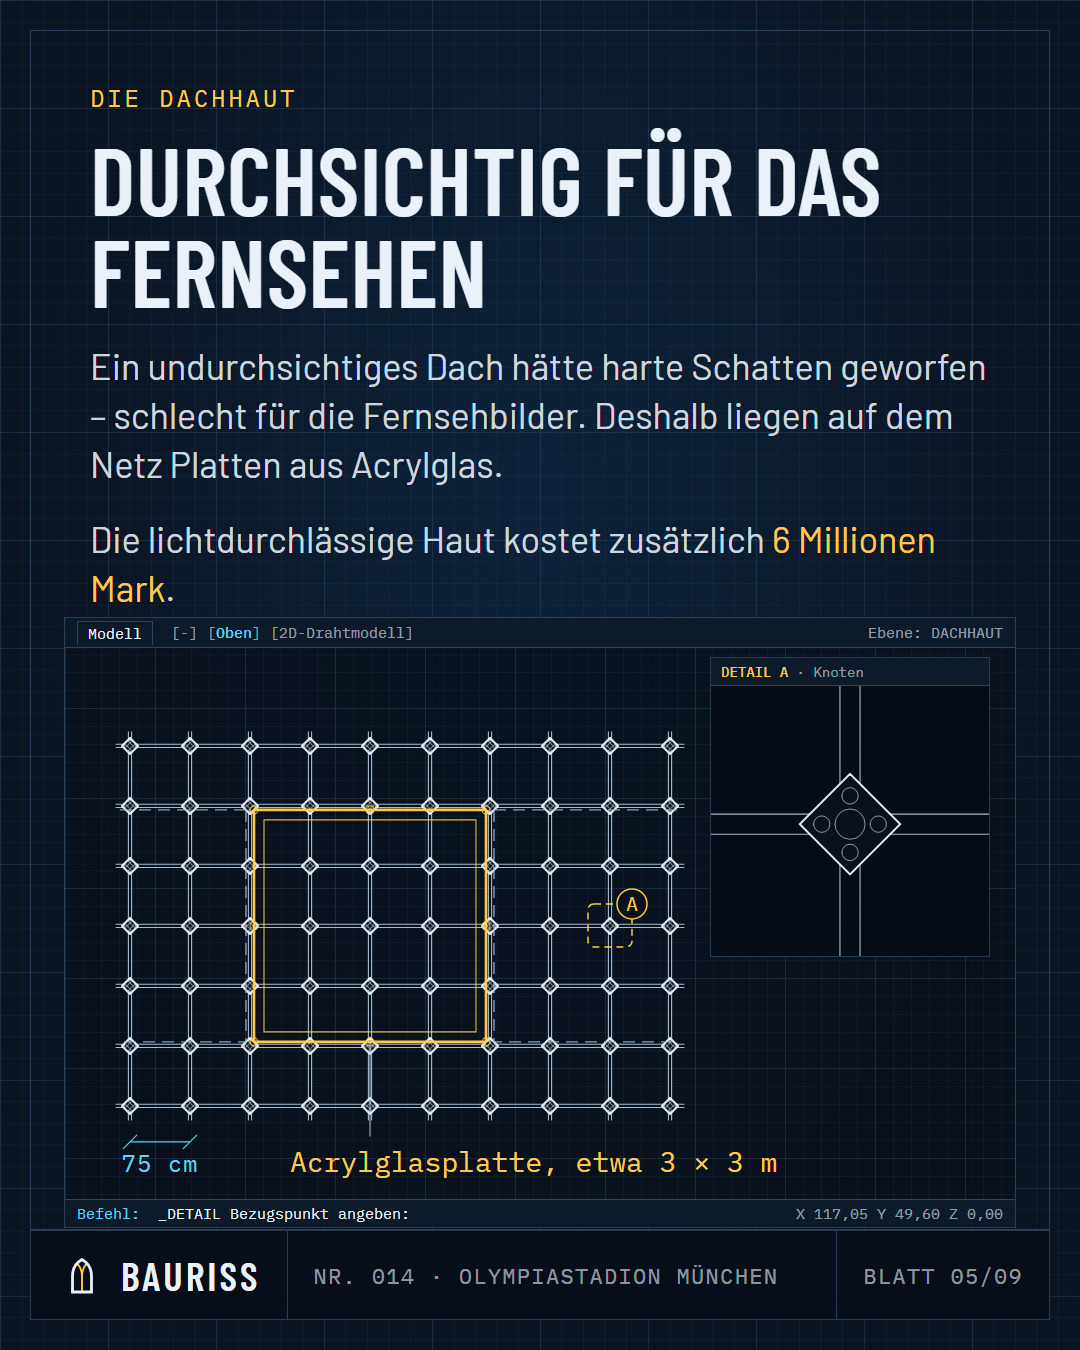 DIE DACHHAUT
DURCHSICHTIG FÜR DAS
FERNSEHEN
Ein undurchsichtiges Dach hätte harte Schatten geworfen
– schlecht für die Fernsehbilder. Deshalb liegen auf dem
Netz Platten aus Acrylglas.
Die lichtdurchlässige Haut kostet zusätzlich 6 Millionen
Mark.
Modell [-] [Oben] [2D-Drahtmodell] Ebene: DACHHAUT
DETAIL A · Knoten
A
75 cm
Acrylglasplatte, etwa 3 × 3 m
Befehl: _DETAIL Bezugspunkt angeben: X 117,05 Y 49,60 Z 0,00
BAURISS NR. 014 · OLYMPIASTADION MÜNCHEN BLATT 05/09